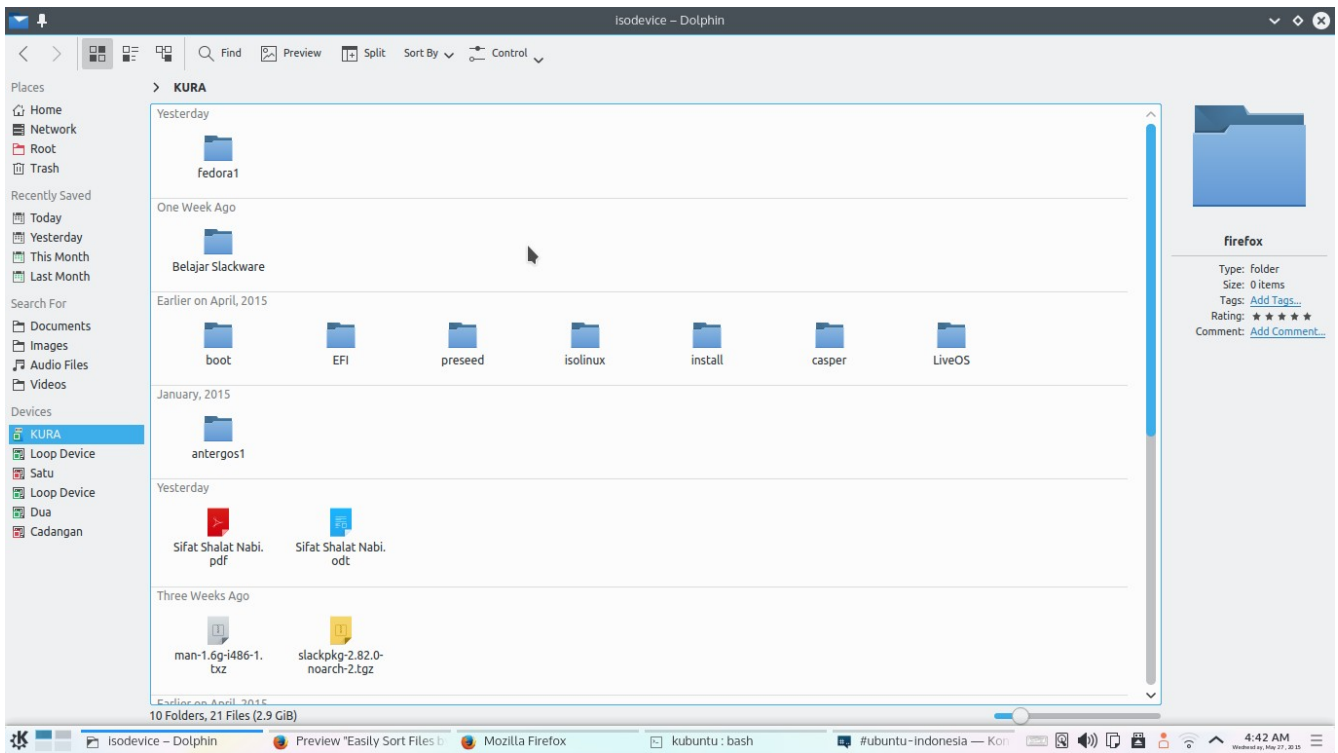 isodevice – Dolphin
Find Preview Split Sort By Control
Places
Home
Network
Root
Trash
Recently Saved
Today
Yesterday
This Month
Last Month
Search For
Documents
Images
Audio Files
Videos
Devices
KURA
Loop Device
Satu
Loop Device
Dua
Cadangan
KURA
Yesterday
fedora1
One Week Ago
Belajar Slackware
Earlier on April, 2015
boot EFI preseed isolinux install casper LiveOS
January, 2015
antergos1
Yesterday
Sifat Shalat Nabi.
pdf
Sifat Shalat Nabi.
odt
Three Weeks Ago
man-1.6g-i486-1.
txz
slackpkg-2.82.0-
noarch-2.tgz
Earlier on April, 2015
10 Folders, 21 Files (2.9 GiB)
firefox
Type: folder
Size: 0 items
Tags: Add Tags...
Rating: ★ ★ ★ ★ ★
Comment: Add Comment...
isodevice – Dolphin
Preview "Easily Sort Files b
Mozilla Firefox
kubuntu : bash
#ubuntu-indonesia — Kon
4:42 AM
Wednesday, May 27, 2015